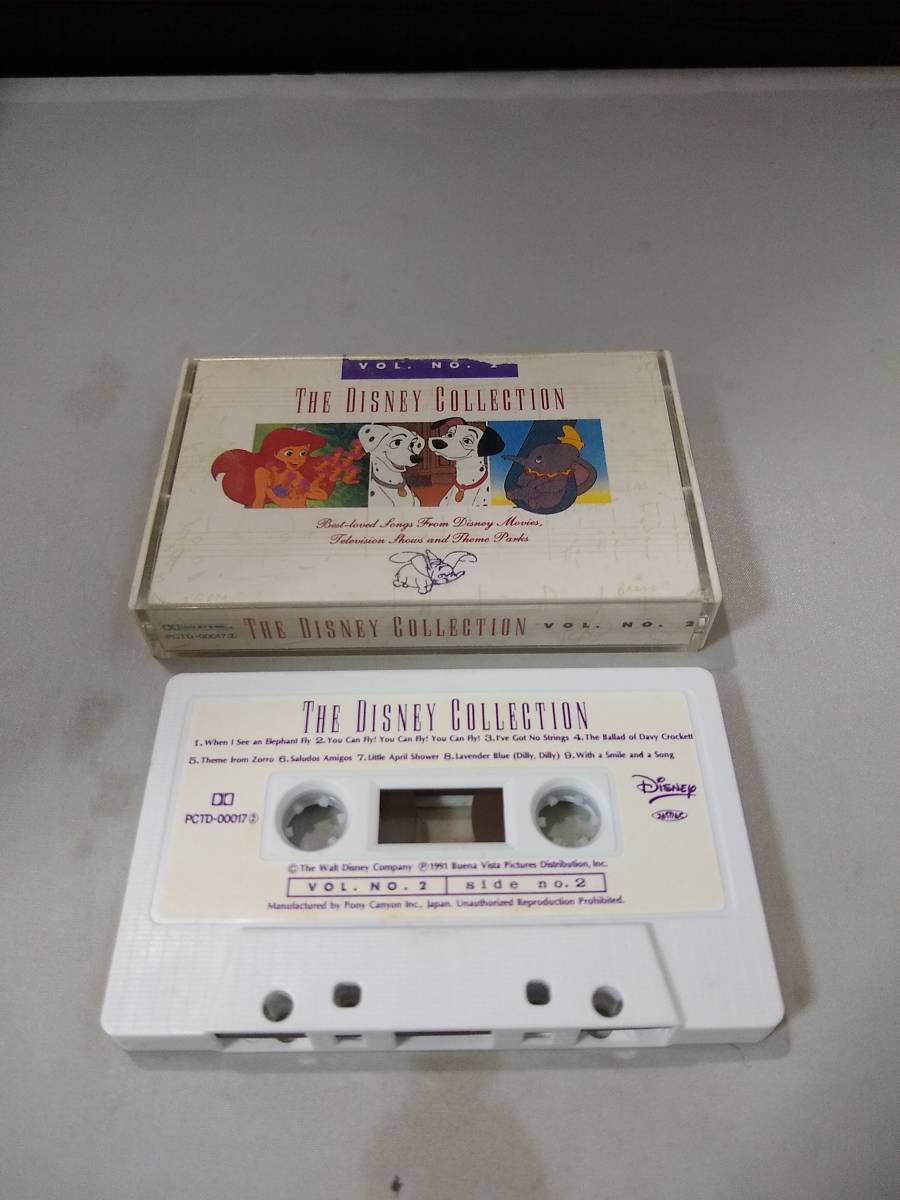 VOL. NO. 2
THE DISNEY COLLECTION
Best-loved Songs From Disney Movies,
Television Shows and Theme Parks
PCTD-00017②
THE DISNEY COLLECTION VOL. NO. 2
THE DISNEY COLLECTION
1. When I See an Elephant Fly 2. You Can Fly! You Can Fly! You Can Fly! 3. I've Got No Strings 4. The Ballad of Davy Crockett
5. Theme from Zorro 6. Saludos Amigos 7. Little April Shower 8. Lavender Blue (Dilly, Dilly) 9. With a Smile and a Song
Disney
PCTD-00017②
©The Walt Disney Company ℗1991 Buena Vista Pictures Distribution, Inc.
VOL. NO. 2 side no. 2
Manufactured by Pony Canyon Inc., Japan. Unauthorized Reproduction Prohibited.